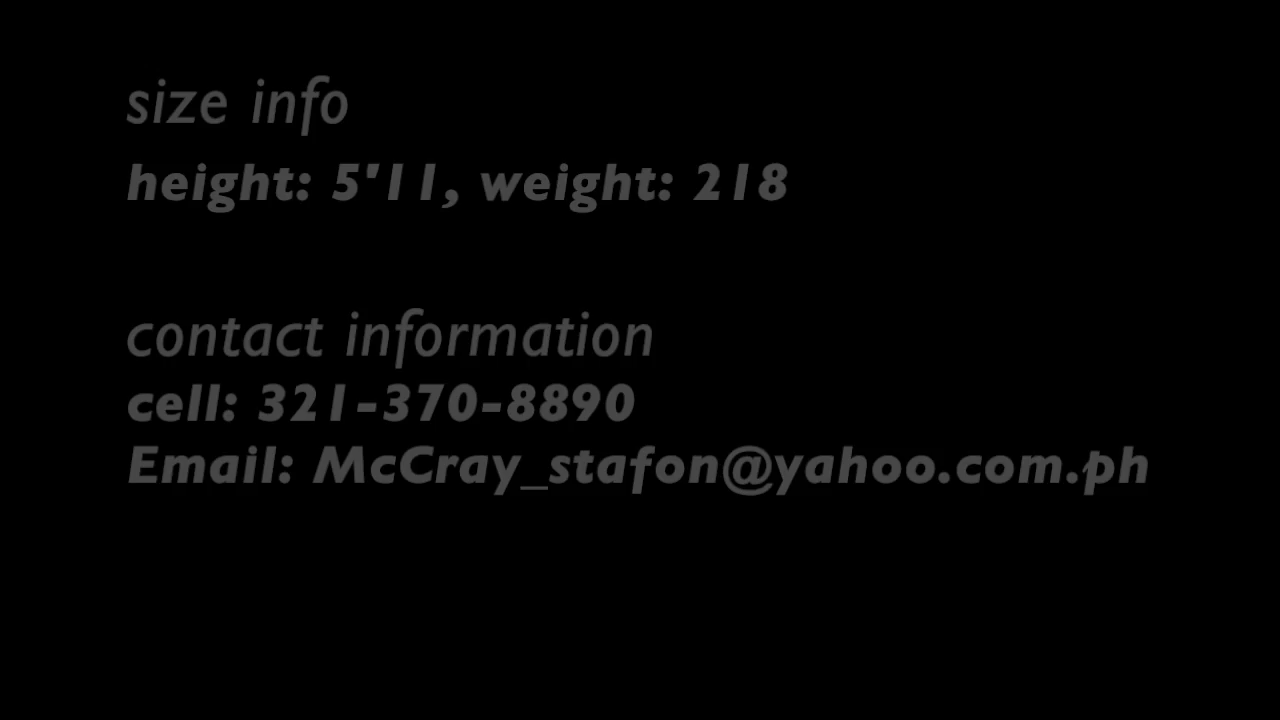 size info
height: 5'11, weight: 218
contact information
cell: 321-370-8890
Email: McCray_stafon@yahoo.com.ph